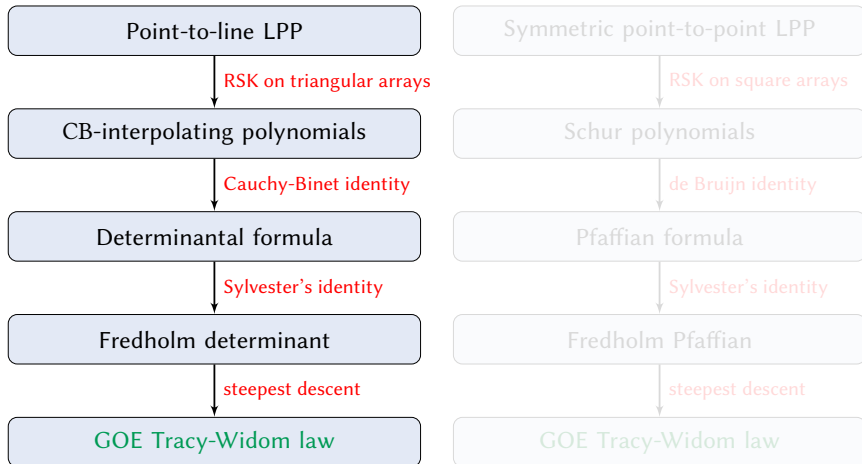 Point-to-line LPP
RSK on triangular arrays
CB-interpolating polynomials
Cauchy-Binet identity
Determinantal formula
Sylvester's identity
Fredholm determinant
steepest descent
GOE Tracy-Widom law
Symmetric point-to-point LPP
RSK on square arrays
Schur polynomials
de Bruijn identity
Pfaffian formula
Sylvester's identity
Fredholm Pfaffian
steepest descent
GOE Tracy-Widom law